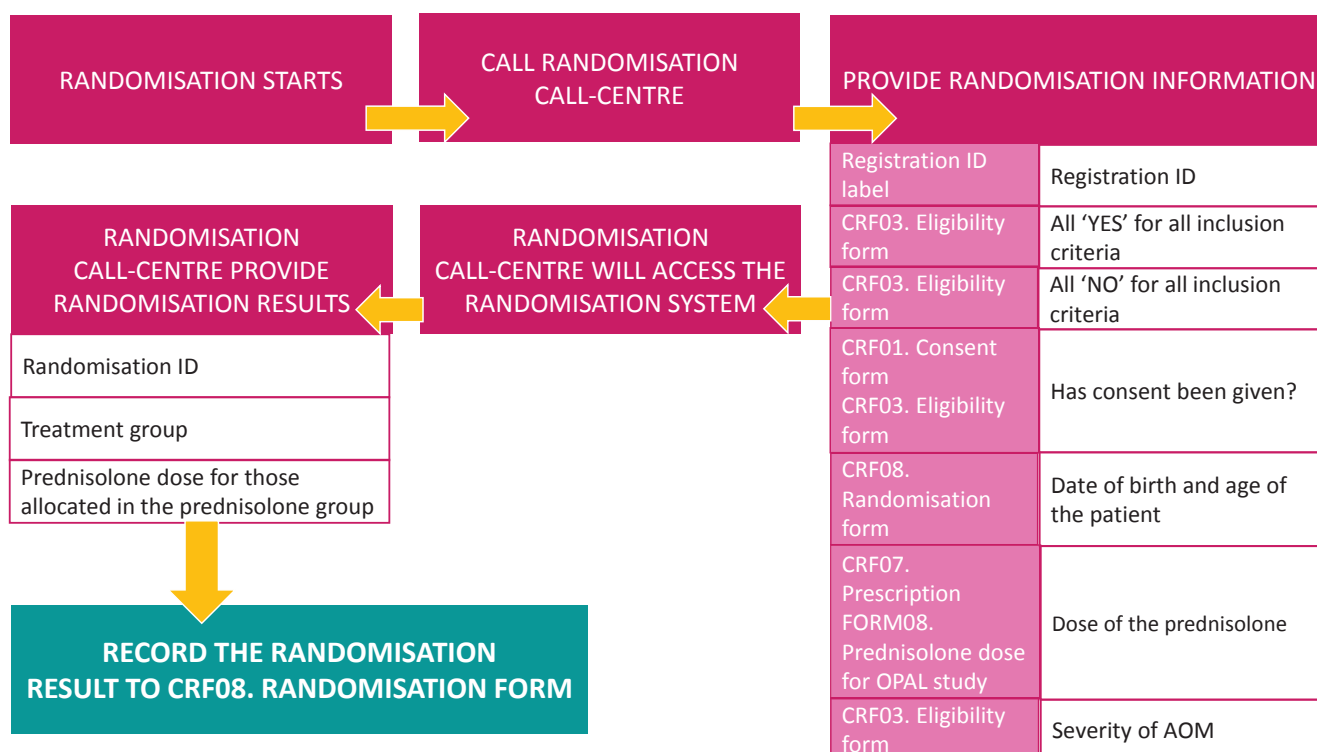 RANDOMISATION STARTS
CALL RANDOMISATION
CALL-CENTRE
PROVIDE RANDOMISATION INFORMATION
Registration ID
label
Registration ID
CRF03. Eligibility
form
All ‘YES’ for all inclusion
criteria
CRF03. Eligibility
form
All ‘NO’ for all inclusion
criteria
CRF01. Consent
form
CRF03. Eligibility
form
Has consent been given?
CRF08.
Randomisation
form
Date of birth and age of
the patient
CRF07.
Prescription
FORM08.
Prednisolone dose
for OPAL study
Dose of the prednisolone
CRF03. Eligibility
form
Severity of AOM
RANDOMISATION
CALL-CENTRE WILL ACCESS THE
RANDOMISATION SYSTEM
RANDOMISATION
CALL-CENTRE PROVIDE
RANDOMISATION RESULTS
Randomisation ID
Treatment group
Prednisolone dose for those
allocated in the prednisolone group
RECORD THE RANDOMISATION
RESULT TO CRF08. RANDOMISATION FORM